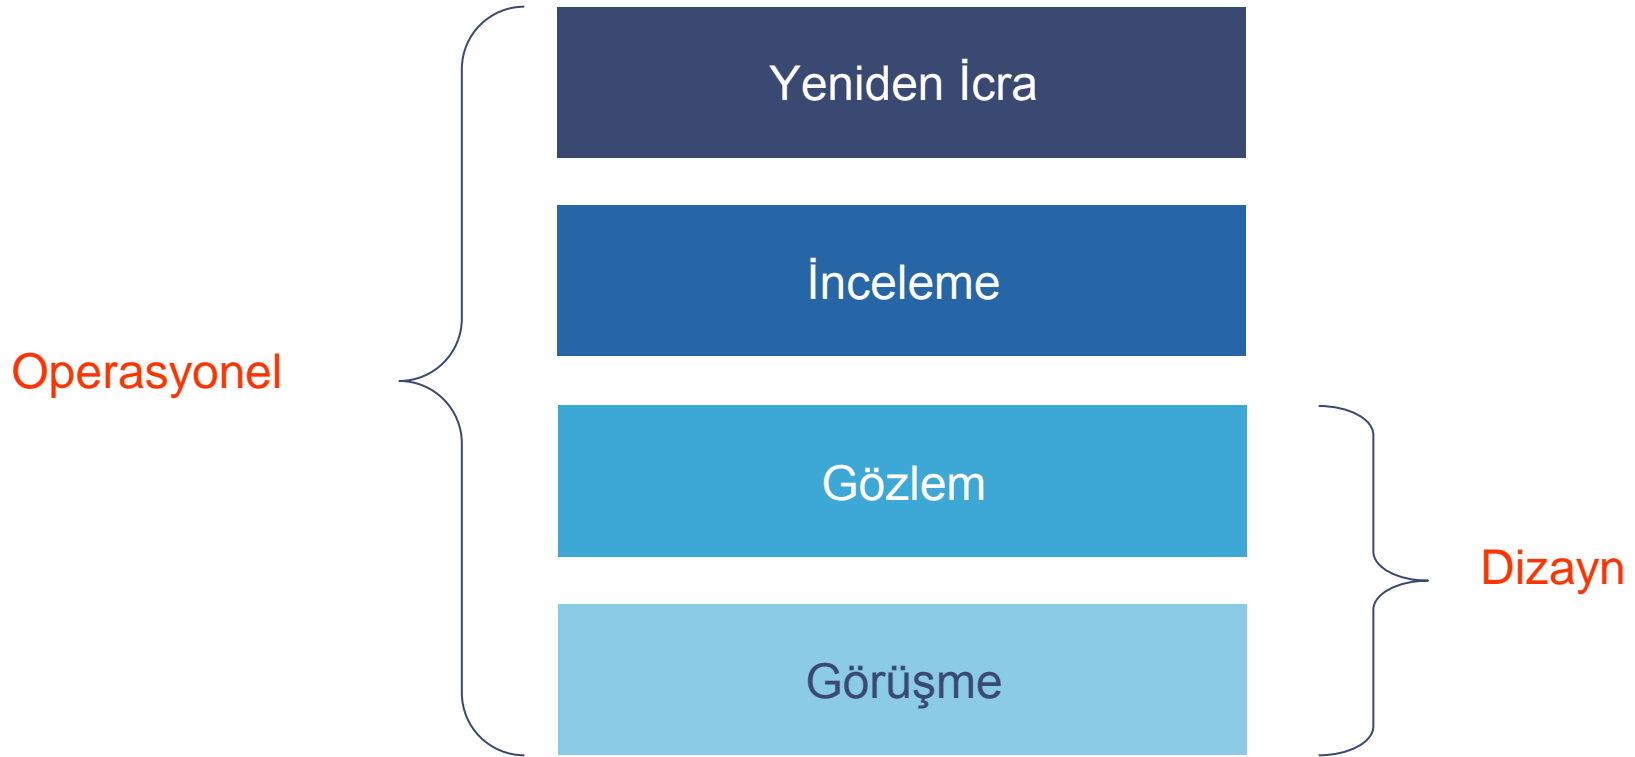 Yeniden İcra
İnceleme
Operasyonel
Gözlem
Dizayn
Görüşme